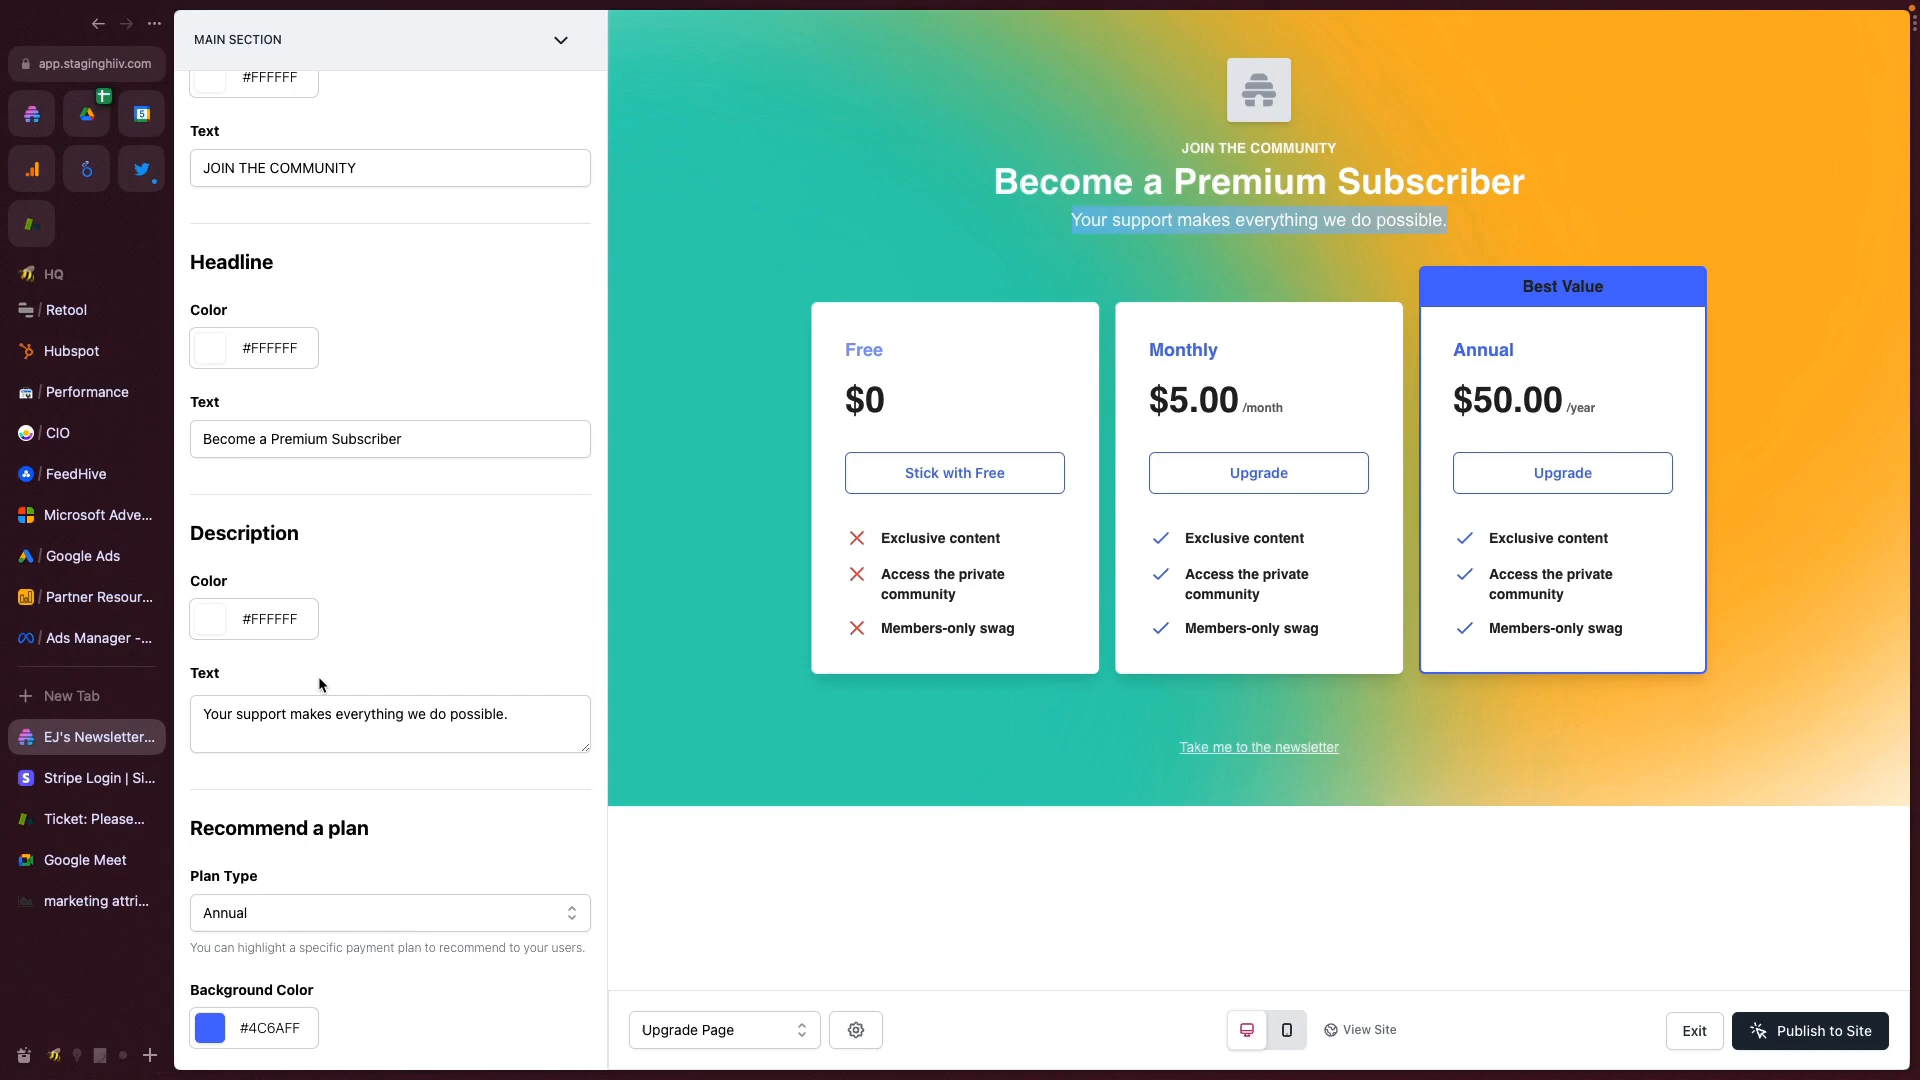 app.staginghiiv.com
HQ
/ Retool
Hubspot
/ Performance
/ CIO
/ FeedHive
Microsoft Adve...
/ Google Ads
/ Partner Resour...
/ Ads Manager -...
New Tab
EJ's Newsletter...
Stripe Login | Si...
Ticket: Please...
Google Meet
marketing attri...
MAIN SECTION
#FFFFFF
Text
JOIN THE COMMUNITY
Headline
Color
#FFFFFF
Text
Become a Premium Subscriber
Description
Color
#FFFFFF
Text
Your support makes everything we do possible.
Recommend a plan
Plan Type
Annual
You can highlight a specific payment plan to recommend to your users.
Background Color
#4C6AFF
JOIN THE COMMUNITY
Become a Premium Subscriber
Your support makes everything we do possible.
Free
$0
Stick with Free
Exclusive content
Access the private
community
Members-only swag
Monthly
$5.00 /month
Upgrade
Exclusive content
Access the private
community
Members-only swag
Best Value
Annual
$50.00 /year
Upgrade
Exclusive content
Access the private
community
Members-only swag
Take me to the newsletter
Upgrade Page
View Site
Exit
Publish to Site